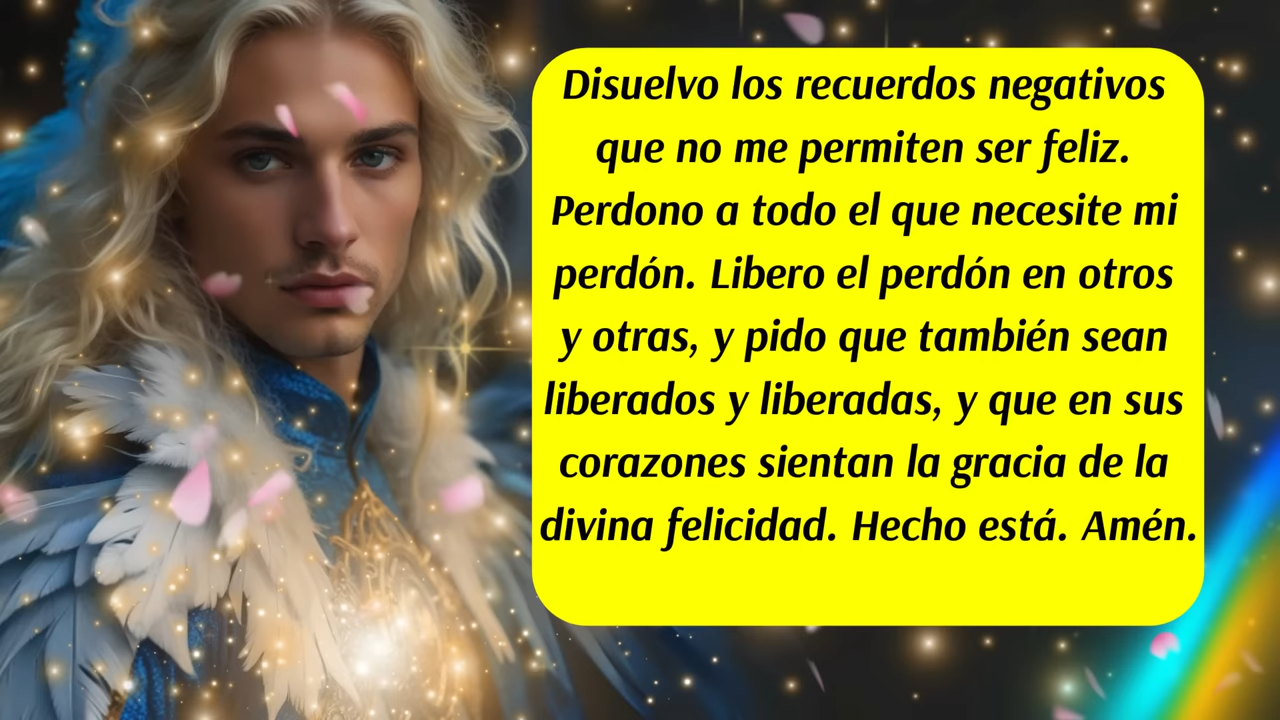 Disuelvo los recuerdos negativos
que no me permiten ser feliz.
Perdono a todo el que necesite mi
perdón. Libero el perdón en otros
y otras, y pido que también sean
liberados y liberadas, y que en sus
corazones sientan la gracia de la
divina felicidad. Hecho está. Amén.